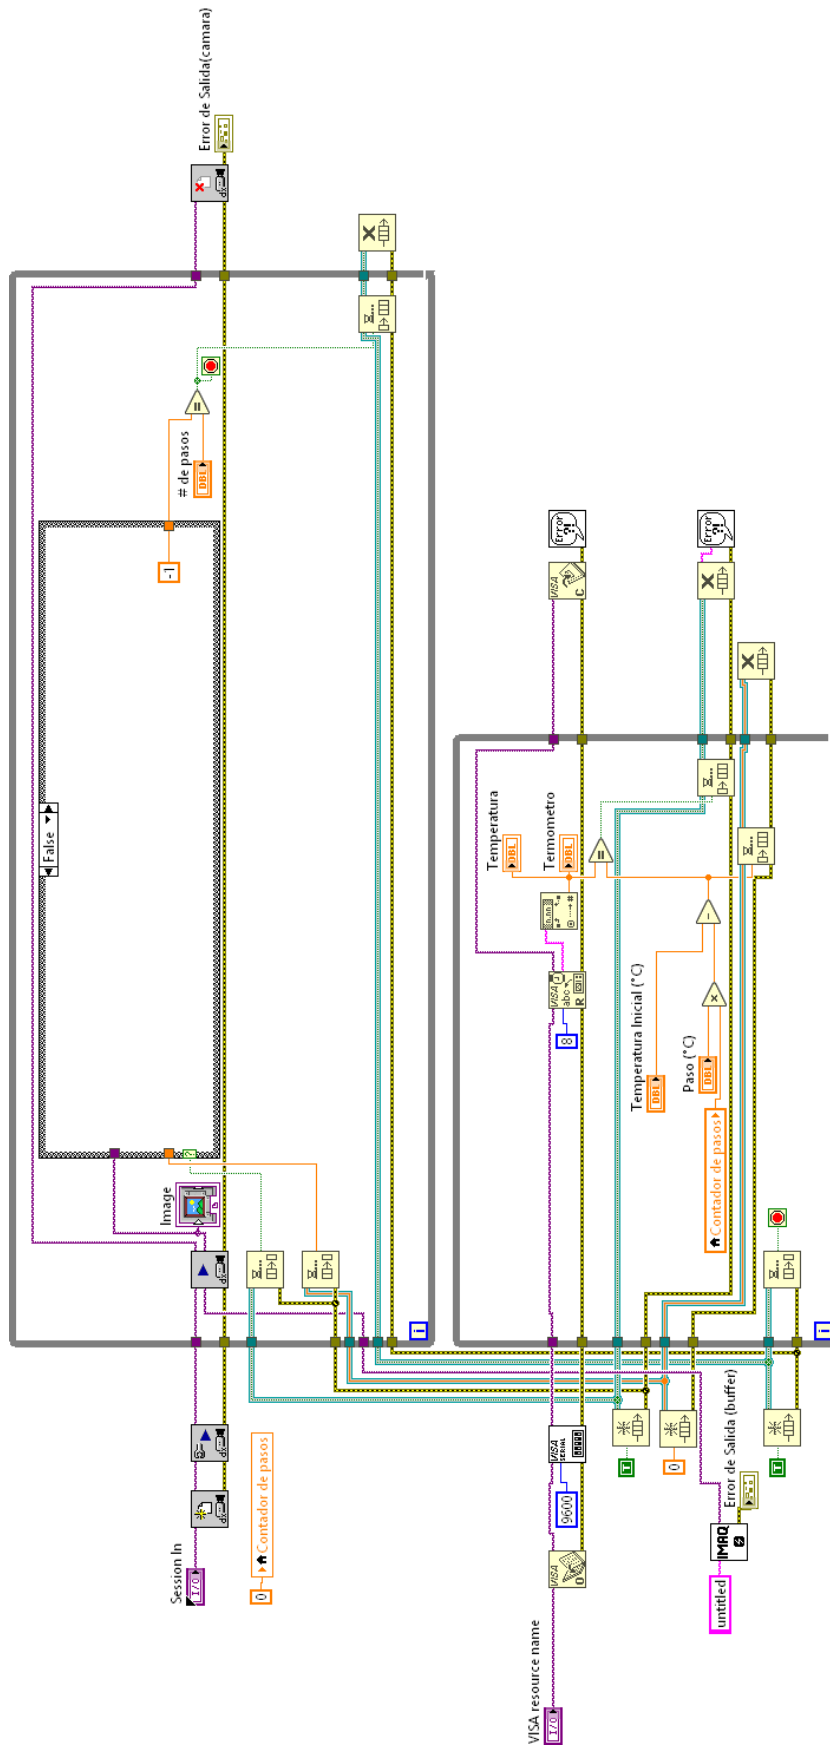 Session In
0
Contador de pasos
Image
False
-1
# de pasos
DBL
Error de Salida(camara)
i
VISA resource name
I/O
VISA
O
9600
VISA
SERIAL
8
VISA
abc
R
Temperatura
DBL
Termometro
DBL
VISA
C
Error
?!
Temperatura Inicial (°C)
DBL
Paso (°C)
DBL
Contador de pasos
Error
?!
T
0
T
i
untitled
IMAQ
Error de Salida (buffer)